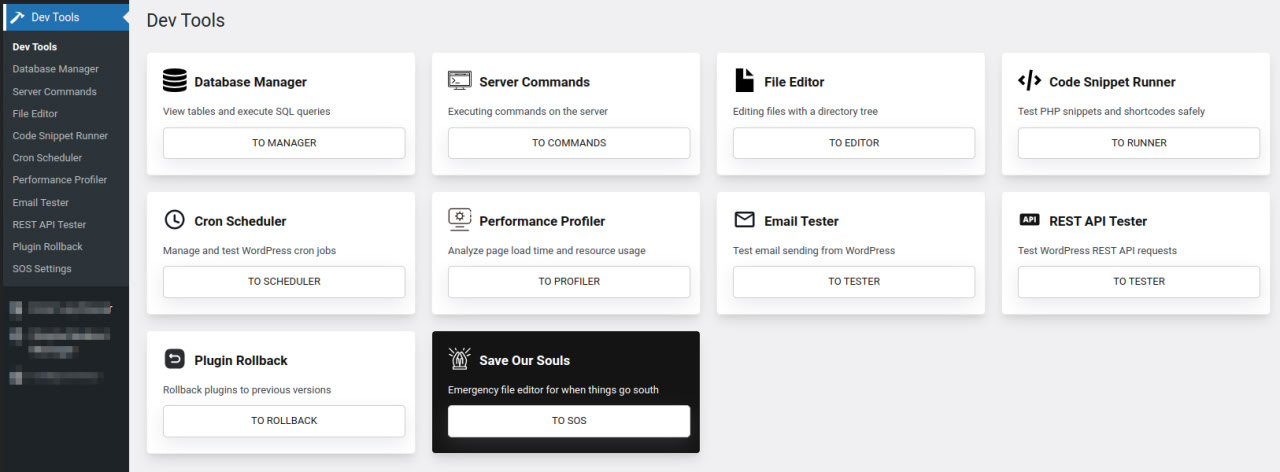 Dev Tools
Dev Tools
Database Manager
Server Commands
File Editor
Code Snippet Runner
Cron Scheduler
Performance Profiler
Email Tester
REST API Tester
Plugin Rollback
SOS Settings
Dev Tools
Database Manager
View tables and execute SQL queries
TO MANAGER
Server Commands
Executing commands on the server
TO COMMANDS
File Editor
Editing files with a directory tree
TO EDITOR
Code Snippet Runner
Test PHP snippets and shortcodes safely
TO RUNNER
Cron Scheduler
Manage and test WordPress cron jobs
TO SCHEDULER
Performance Profiler
Analyze page load time and resource usage
TO PROFILER
Email Tester
Test email sending from WordPress
TO TESTER
API
REST API Tester
Test WordPress REST API requests
TO TESTER
Plugin Rollback
Rollback plugins to previous versions
TO ROLLBACK
Save Our Souls
Emergency file editor for when things go south
TO SOS